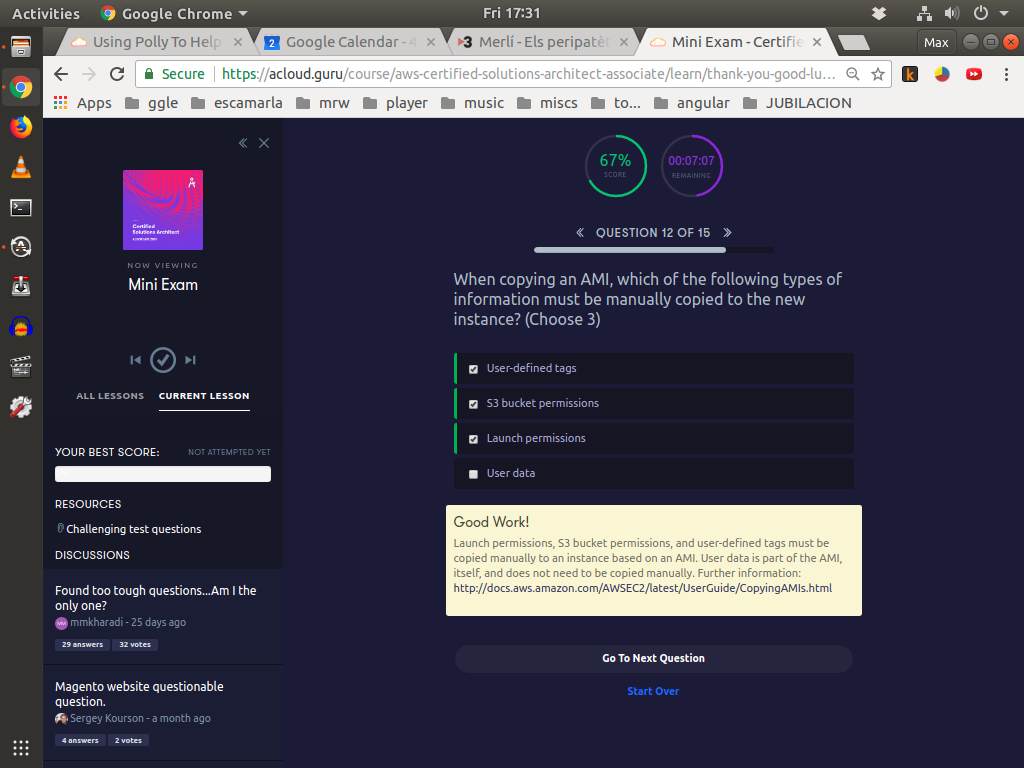 Activities
Google Chrome
Fri 17:31
Using Polly To Help
Google Calendar - 4
Merlí - Els peripatèt
Mini Exam - Certifie
Max
Secure
https://acloud.guru/course/aws-certified-solutions-architect-associate/learn/thank-you-good-lu...
Apps
ggle
escamarla
mrw
player
music
miscs
to...
angular
JUBILACION
Certified
Solutions Architect
NOW VIEWING
Mini Exam
ALL LESSONS
CURRENT LESSON
YOUR BEST SCORE:
NOT ATTEMPTED YET
RESOURCES
Challenging test questions
DISCUSSIONS
Found too tough questions...Am I the
only one?
MM
mmkharadi - 25 days ago
29 answers
32 votes
Magento website questionable
question.
Sergey Kourson - a month ago
4 answers
2 votes
67%
SCORE
00:07:07
REMAINING
QUESTION 12 OF 15
When copying an AMI, which of the following types of
information must be manually copied to the new
instance? (Choose 3)
User-defined tags
S3 bucket permissions
Launch permissions
User data
Good Work!
Launch permissions, S3 bucket permissions, and user-defined tags must be
copied manually to an instance based on an AMI. User data is part of the AMI,
itself, and does not need to be copied manually. Further information:
http://docs.aws.amazon.com/AWSEC2/latest/UserGuide/CopyingAMIs.html
Go To Next Question
Start Over